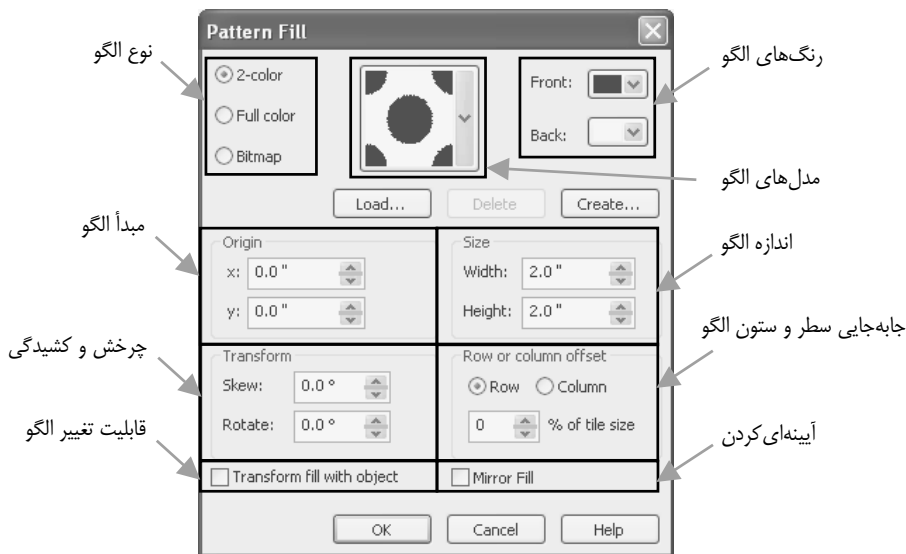 Pattern Fill
نوع الگو
2-color
Full color
Bitmap
Front:
Back:
رنگ‌های الگو
مدل‌های الگو
Load...
Delete
Create...
مبدأ الگو
Origin
x: 0.0 "
y: 0.0 "
Size
Width: 2.0 "
Height: 2.0 "
اندازه الگو
چرخش و کشیدگی
Transform
Skew: 0.0 °
Rotate: 0.0 °
Row or column offset
Row Column
0 % of tile size
جابه‌جایی سطر و ستون الگو
قابلیت تغییر الگو
Transform fill with object
Mirror Fill
آیینه‌ای‌کردن
OK
Cancel
Help